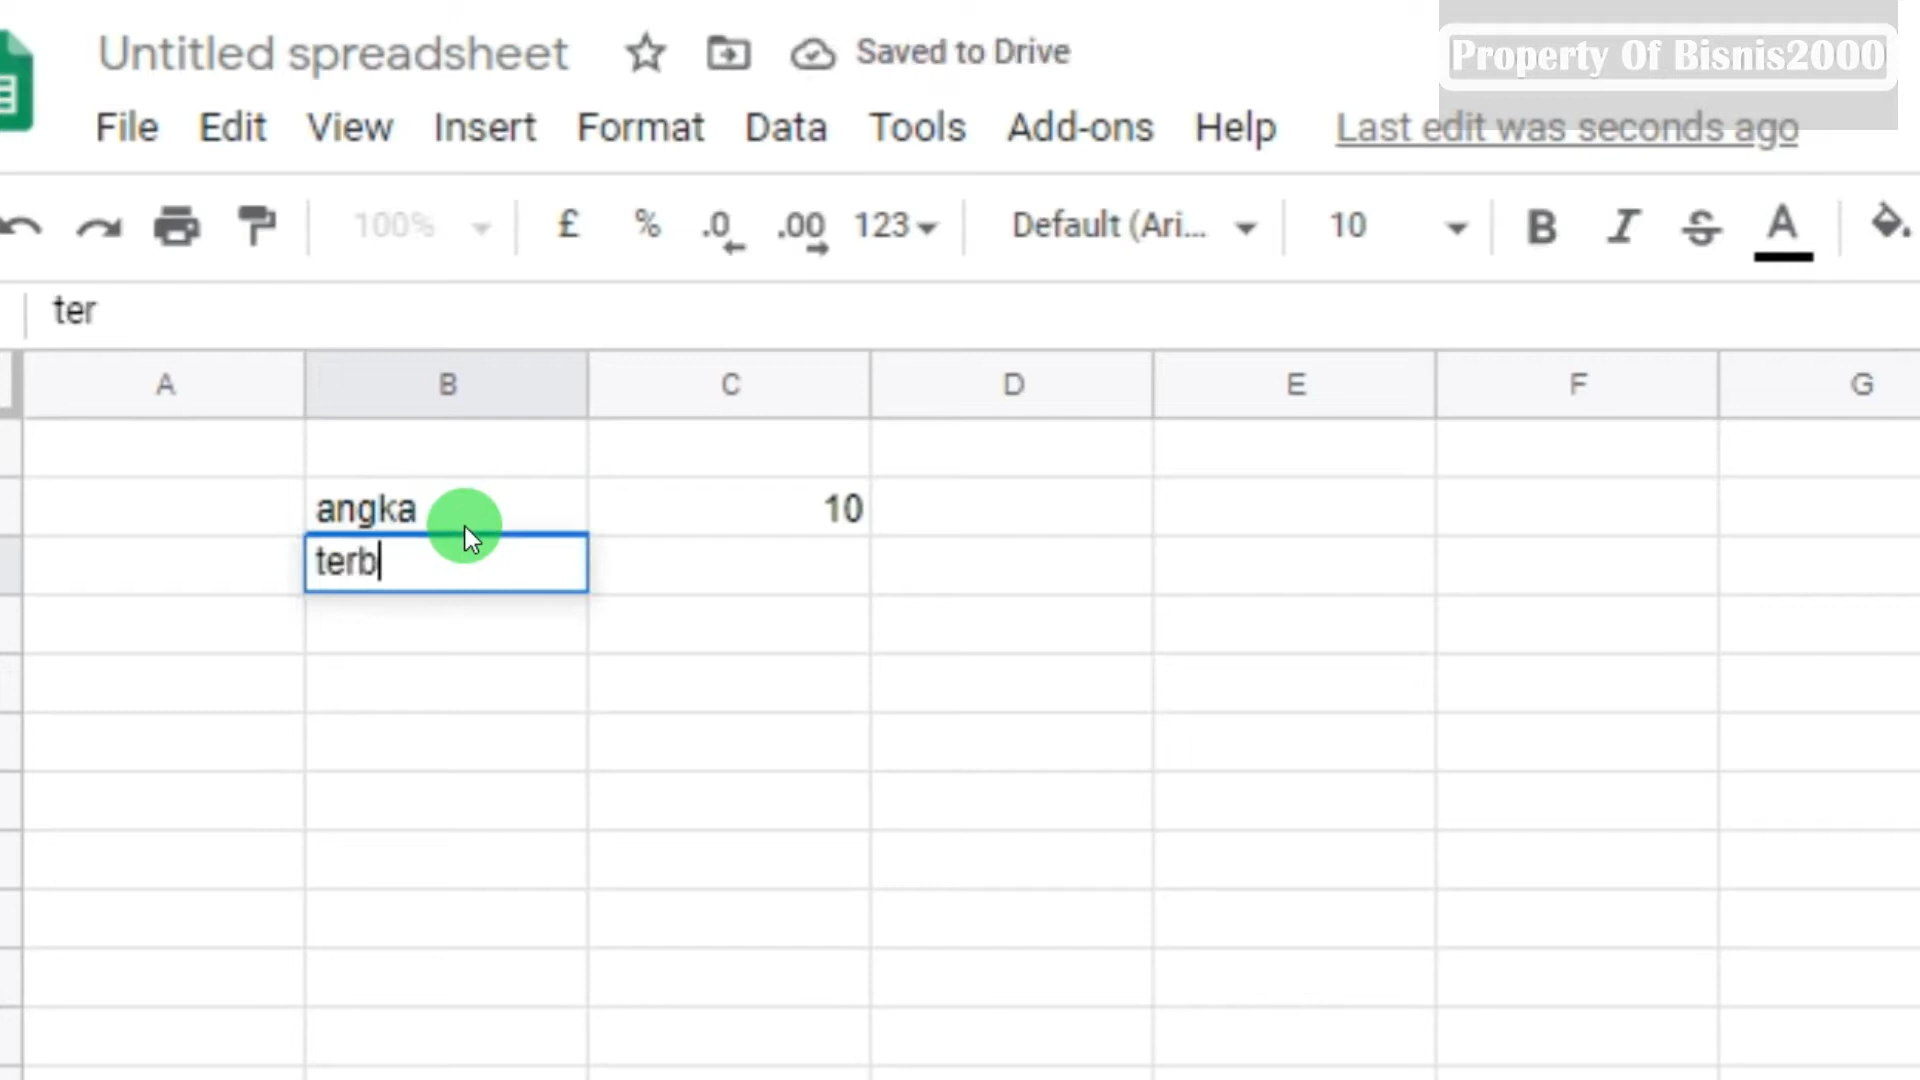 Untitled spreadsheet Saved to Drive
Property Of Bisnis2000
File Edit View Insert Format Data Tools Add-ons Help Last edit was seconds ago
100% £ % .0 .00 123 Default (Ari... 10 B I S A
ter
A B C D E F G
angka 10
terb